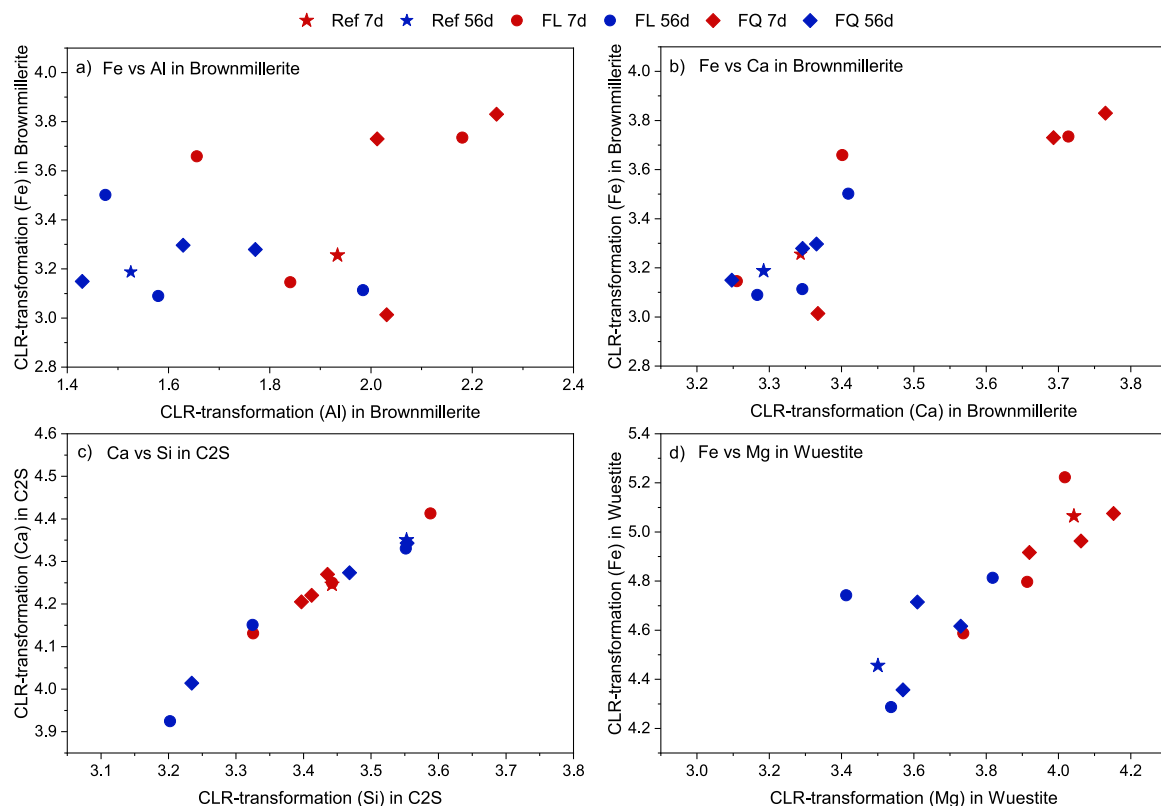 Ref 7d Ref 56d FL 7d FL 56d FQ 7d FQ 56d
a) Fe vs Al in Brownmillerite
CLR-transformation (Fe) in Brownmillerite
4.0
3.8
3.6
3.4
3.2
3.0
2.8
1.4 1.6 1.8 2.0 2.2 2.4
CLR-transformation (Al) in Brownmillerite
b) Fe vs Ca in Brownmillerite
CLR-transformation (Fe) in Brownmillerite
4.0
3.8
3.6
3.4
3.2
3.0
2.8
3.2 3.3 3.4 3.5 3.6 3.7 3.8
CLR-transformation (Ca) in Brownmillerite
c) Ca vs Si in C2S
CLR-transformation (Ca) in C2S
4.6
4.5
4.4
4.3
4.2
4.1
4.0
3.9
3.1 3.2 3.3 3.4 3.5 3.6 3.7 3.8
CLR-transformation (Si) in C2S
d) Fe vs Mg in Wuestite
CLR-transformation (Fe) in Wuestite
5.4
5.2
5.0
4.8
4.6
4.4
4.2
3.0 3.2 3.4 3.6 3.8 4.0 4.2
CLR-transformation (Mg) in Wuestite